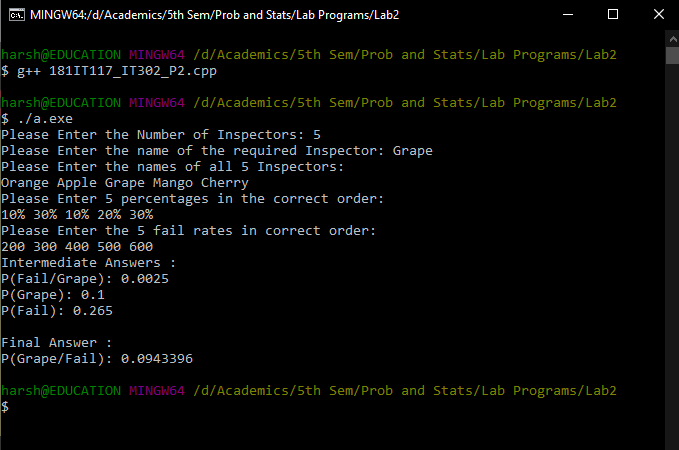 MINGW64:/d/Academics/5th Sem/Prob and Stats/Lab Programs/Lab2
harsh@EDUCATION MINGW64 /d/Academics/5th Sem/Prob and Stats/Lab Programs/Lab2
$ g++ 181IT117_IT302_P2.cpp
harsh@EDUCATION MINGW64 /d/Academics/5th Sem/Prob and Stats/Lab Programs/Lab2
$ ./a.exe
Please Enter the Number of Inspectors: 5
Please Enter the name of the required Inspector: Grape
Please Enter the names of all 5 Inspectors:
Orange Apple Grape Mango Cherry
Please Enter 5 percentages in the correct order:
10% 30% 10% 20% 30%
Please Enter the 5 fail rates in correct order:
200 300 400 500 600
Intermediate Answers :
P(Fail/Grape): 0.0025
P(Grape): 0.1
P(Fail): 0.265
Final Answer :
P(Grape/Fail): 0.0943396
harsh@EDUCATION MINGW64 /d/Academics/5th Sem/Prob and Stats/Lab Programs/Lab2
$